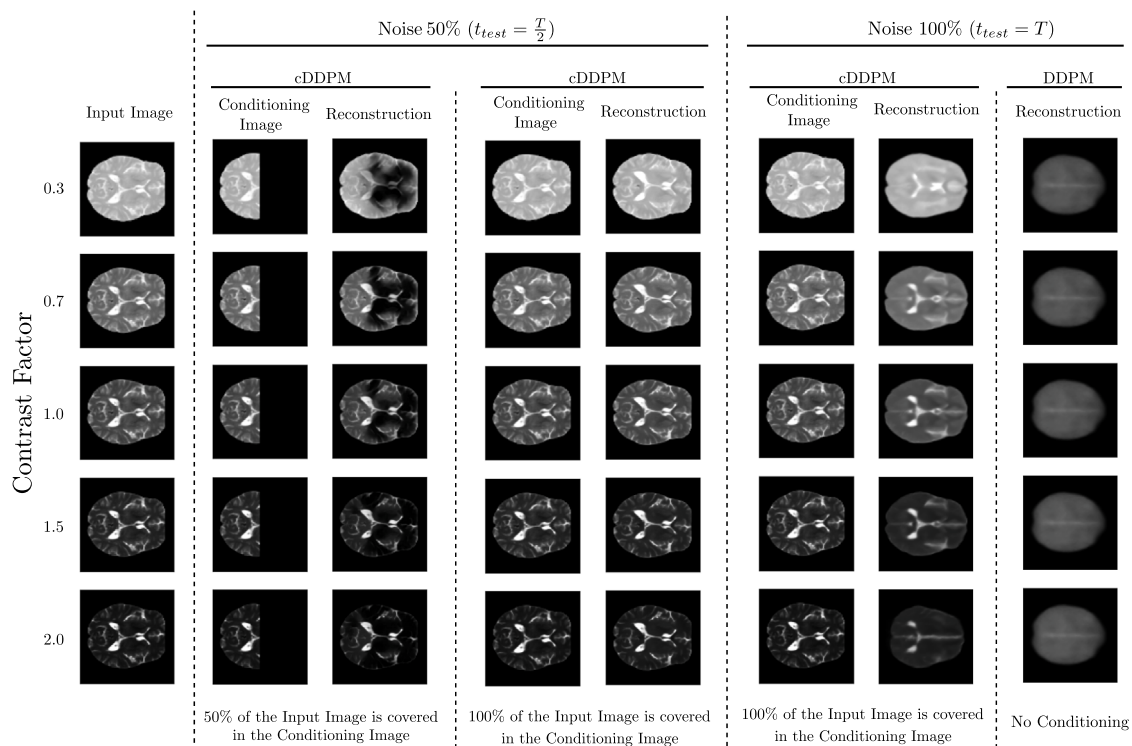 Noise 50% ($t_{test} = \frac{T}{2}$)
Noise 100% ($t_{test} = T$)
cDDPM
cDDPM
cDDPM
DDPM
Input Image
Conditioning
Image
Reconstruction
Conditioning
Image
Reconstruction
Conditioning
Image
Reconstruction
Reconstruction
Contrast Factor
0.3
0.7
1.0
1.5
2.0
50% of the Input Image is covered
in the Conditioning Image
100% of the Input Image is covered
in the Conditioning Image
100% of the Input Image is covered
in the Conditioning Image
No Conditioning